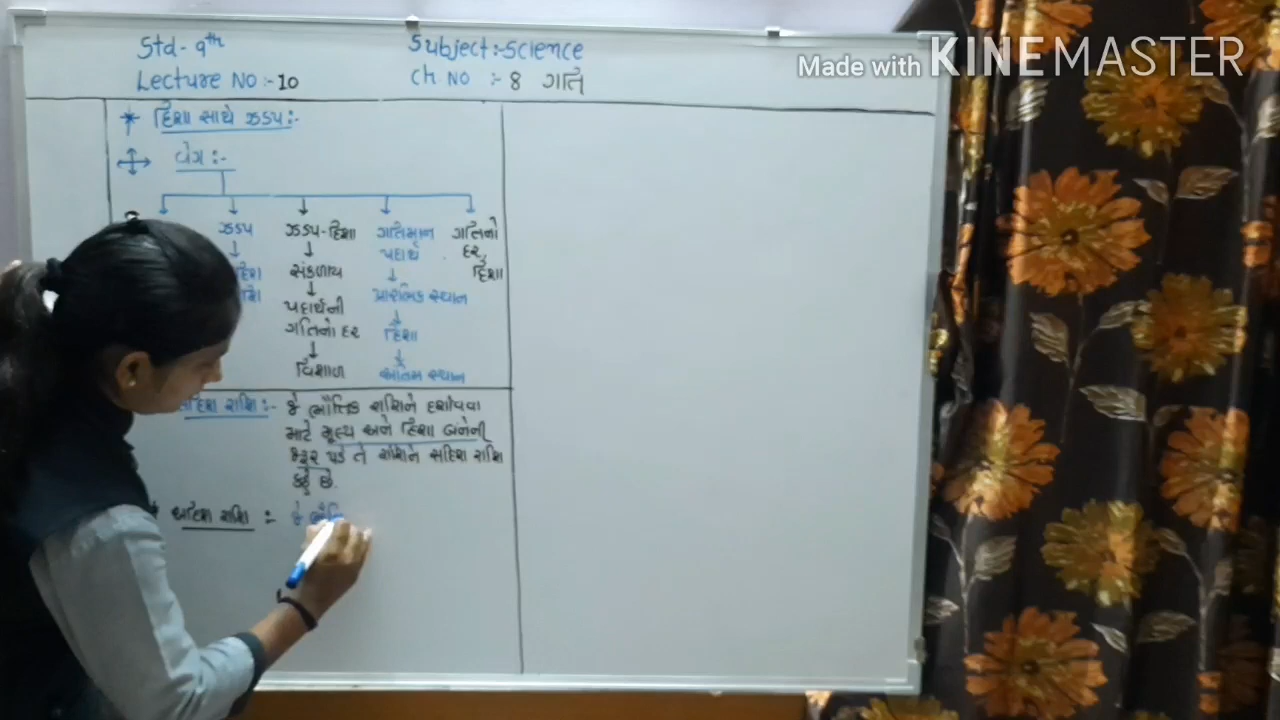 Std- 9th
Subject:-Science
Lecture No :- 10
Ch No :- 8 ગતિ
Made with KINEMASTER
* દિશા સાથે ઝડપ :-
વેગ :-
ઝડપ
ઝડપ-દિશા
ગતિમાન
પદાર્થ
ગતિનો
દર,
દિશા
સંકળાય
પ્રારંભિક સ્થાન
પદાર્થની
ગતિનો દર
દિશા
અંતિમ સ્થાન
સદિશ રાશિ :- જે ભૌતિક રાશિને દર્શાવવા
માટે મૂલ્ય અને દિશા બંનેની
જરૂર પડે તે રાશિને સદિશ રાશિ
કહે છે.
અદિશ રાશિ :- જે ભૌતિ